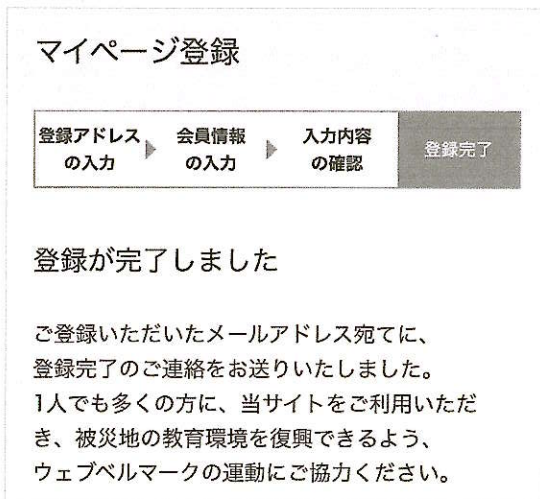 マイページ登録
登録アドレス
の入力
会員情報
の入力
入力内容
の確認
登録完了
登録が完了しました
ご登録いただいたメールアドレス宛てに、
登録完了のご連絡をお送りいたしました。
1人でも多くの方に、当サイトをご利用いただ
き、被災地の教育環境を復興できるよう、
ウェブベルマークの運動にご協力ください。